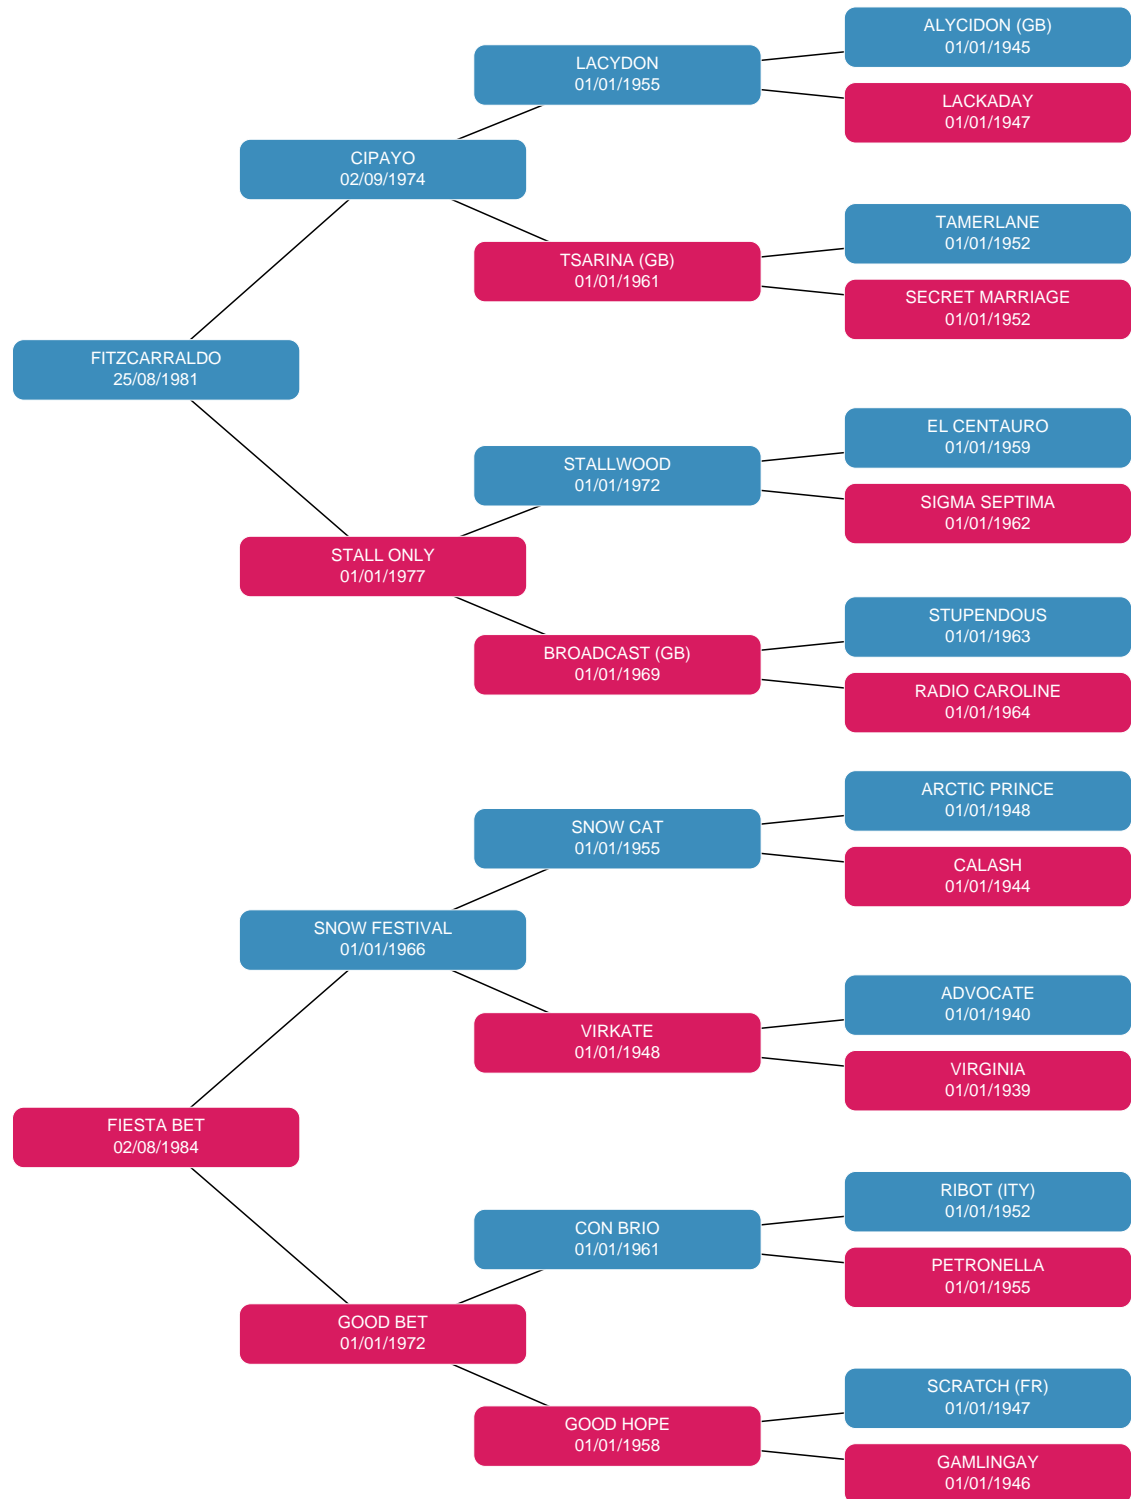 ALYCIDON (GB)
01/01/1945
LACYDON
01/01/1955
LACKADAY
01/01/1947
CIPAYO
02/09/1974
TAMERLANE
01/01/1952
TSARINA (GB)
01/01/1961
SECRET MARRIAGE
01/01/1952
FITZCARRALDO
25/08/1981
EL CENTAURO
01/01/1959
STALLWOOD
01/01/1972
SIGMA SEPTIMA
01/01/1962
STALL ONLY
01/01/1977
STUPENDOUS
01/01/1963
BROADCAST (GB)
01/01/1969
RADIO CAROLINE
01/01/1964
ARCTIC PRINCE
01/01/1948
SNOW CAT
01/01/1955
CALASH
01/01/1944
SNOW FESTIVAL
01/01/1966
ADVOCATE
01/01/1940
VIRKATE
01/01/1948
VIRGINIA
01/01/1939
FIESTA BET
02/08/1984
RIBOT (ITY)
01/01/1952
CON BRIO
01/01/1961
PETRONELLA
01/01/1955
GOOD BET
01/01/1972
SCRATCH (FR)
01/01/1947
GOOD HOPE
01/01/1958
GAMLINGAY
01/01/1946